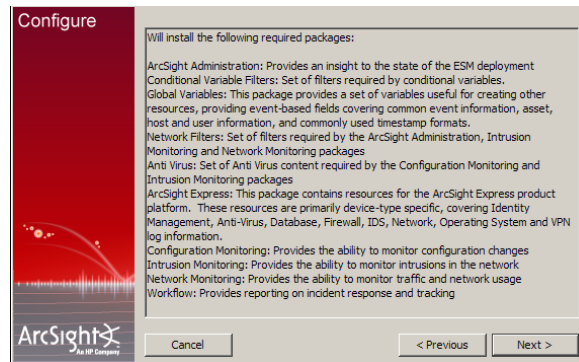 Configure
Will install the following required packages:
ArcSight Administration: Provides an insight to the state of the ESM deployment
Conditional Variable Filters: Set of filters required by conditional variables.
Global Variables: This package provides a set of variables useful for creating other
resources, providing event-based fields covering common event information, asset,
host and user information, and commonly used timestamp formats.
Network Filters: Set of filters required by the ArcSight Administration, Intrusion
Monitoring and Network Monitoring packages
Anti Virus: Set of Anti Virus content required by the Configuration Monitoring and
Intrusion Monitoring packages
ArcSight Express: This package contains resources for the ArcSight Express product
platform. These resources are primarily device-type specific, covering Identity
Management, Anti-Virus, Database, Firewall, IDS, Network, Operating System and VPN
log information.
Configuration Monitoring: Provides the ability to monitor configuration changes
Intrusion Monitoring: Provides the ability to monitor intrusions in the network
Network Monitoring: Provides the ability to monitor traffic and network usage
Workflow: Provides reporting on incident response and tracking
ArcSight
An HP Company
Cancel
< Previous
Next >